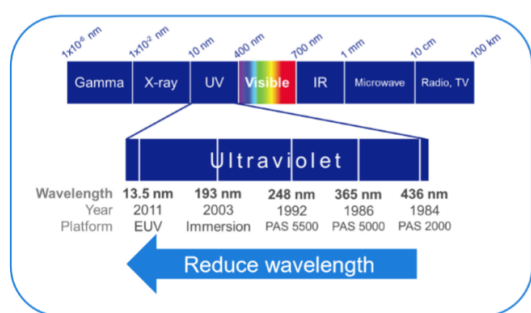 1x10⁻⁶ nm 1x10⁻² nm 10 nm 400 nm 700 nm 1 mm 10 cm 100 km
Gamma X-ray UV Visible IR Microwave Radio, TV
Ultraviolet
Wavelength 13.5 nm 193 nm 248 nm 365 nm 436 nm
Year 2011 2003 1992 1986 1984
Platform EUV Immersion PAS 5500 PAS 5000 PAS 2000
Reduce wavelength